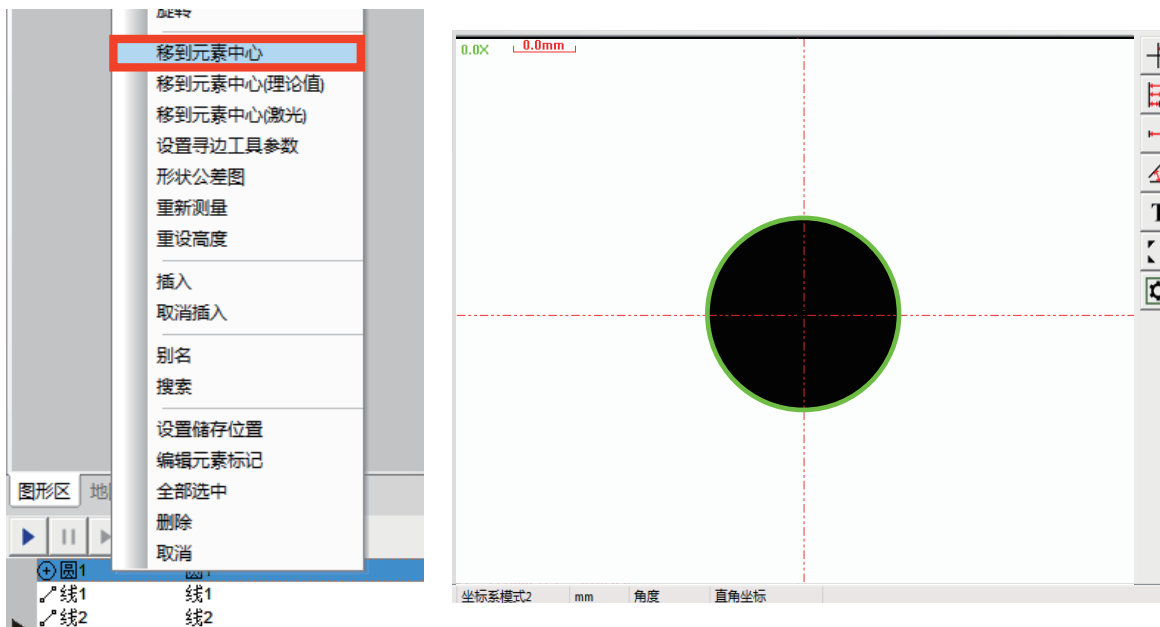 旋转
移到元素中心
移到元素中心(理论值)
移到元素中心(激光)
设置寻边工具参数
形状公差图
重新测量
重设高度
插入
取消插入
别名
搜索
设置储存位置
编辑元素标记
全部选中
删除
取消
图形区
圆1 圆1
线1 线1
线2 线2
0.0X 0.0mm
坐标系模式2 mm 角度 直角坐标